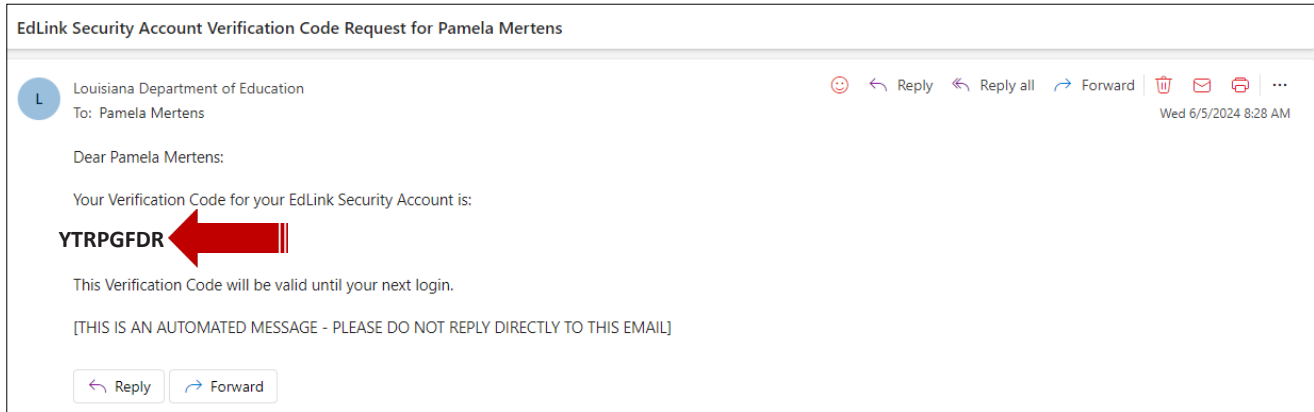 EdLink Security Account Verification Code Request for Pamela Mertens
L
Louisiana Department of Education
Reply Reply all Forward
To: Pamela Mertens
Wed 6/5/2024 8:28 AM
Dear Pamela Mertens:
Your Verification Code for your EdLink Security Account is:
YTRPGFDR
This Verification Code will be valid until your next login.
[THIS IS AN AUTOMATED MESSAGE - PLEASE DO NOT REPLY DIRECTLY TO THIS EMAIL]
Reply Forward